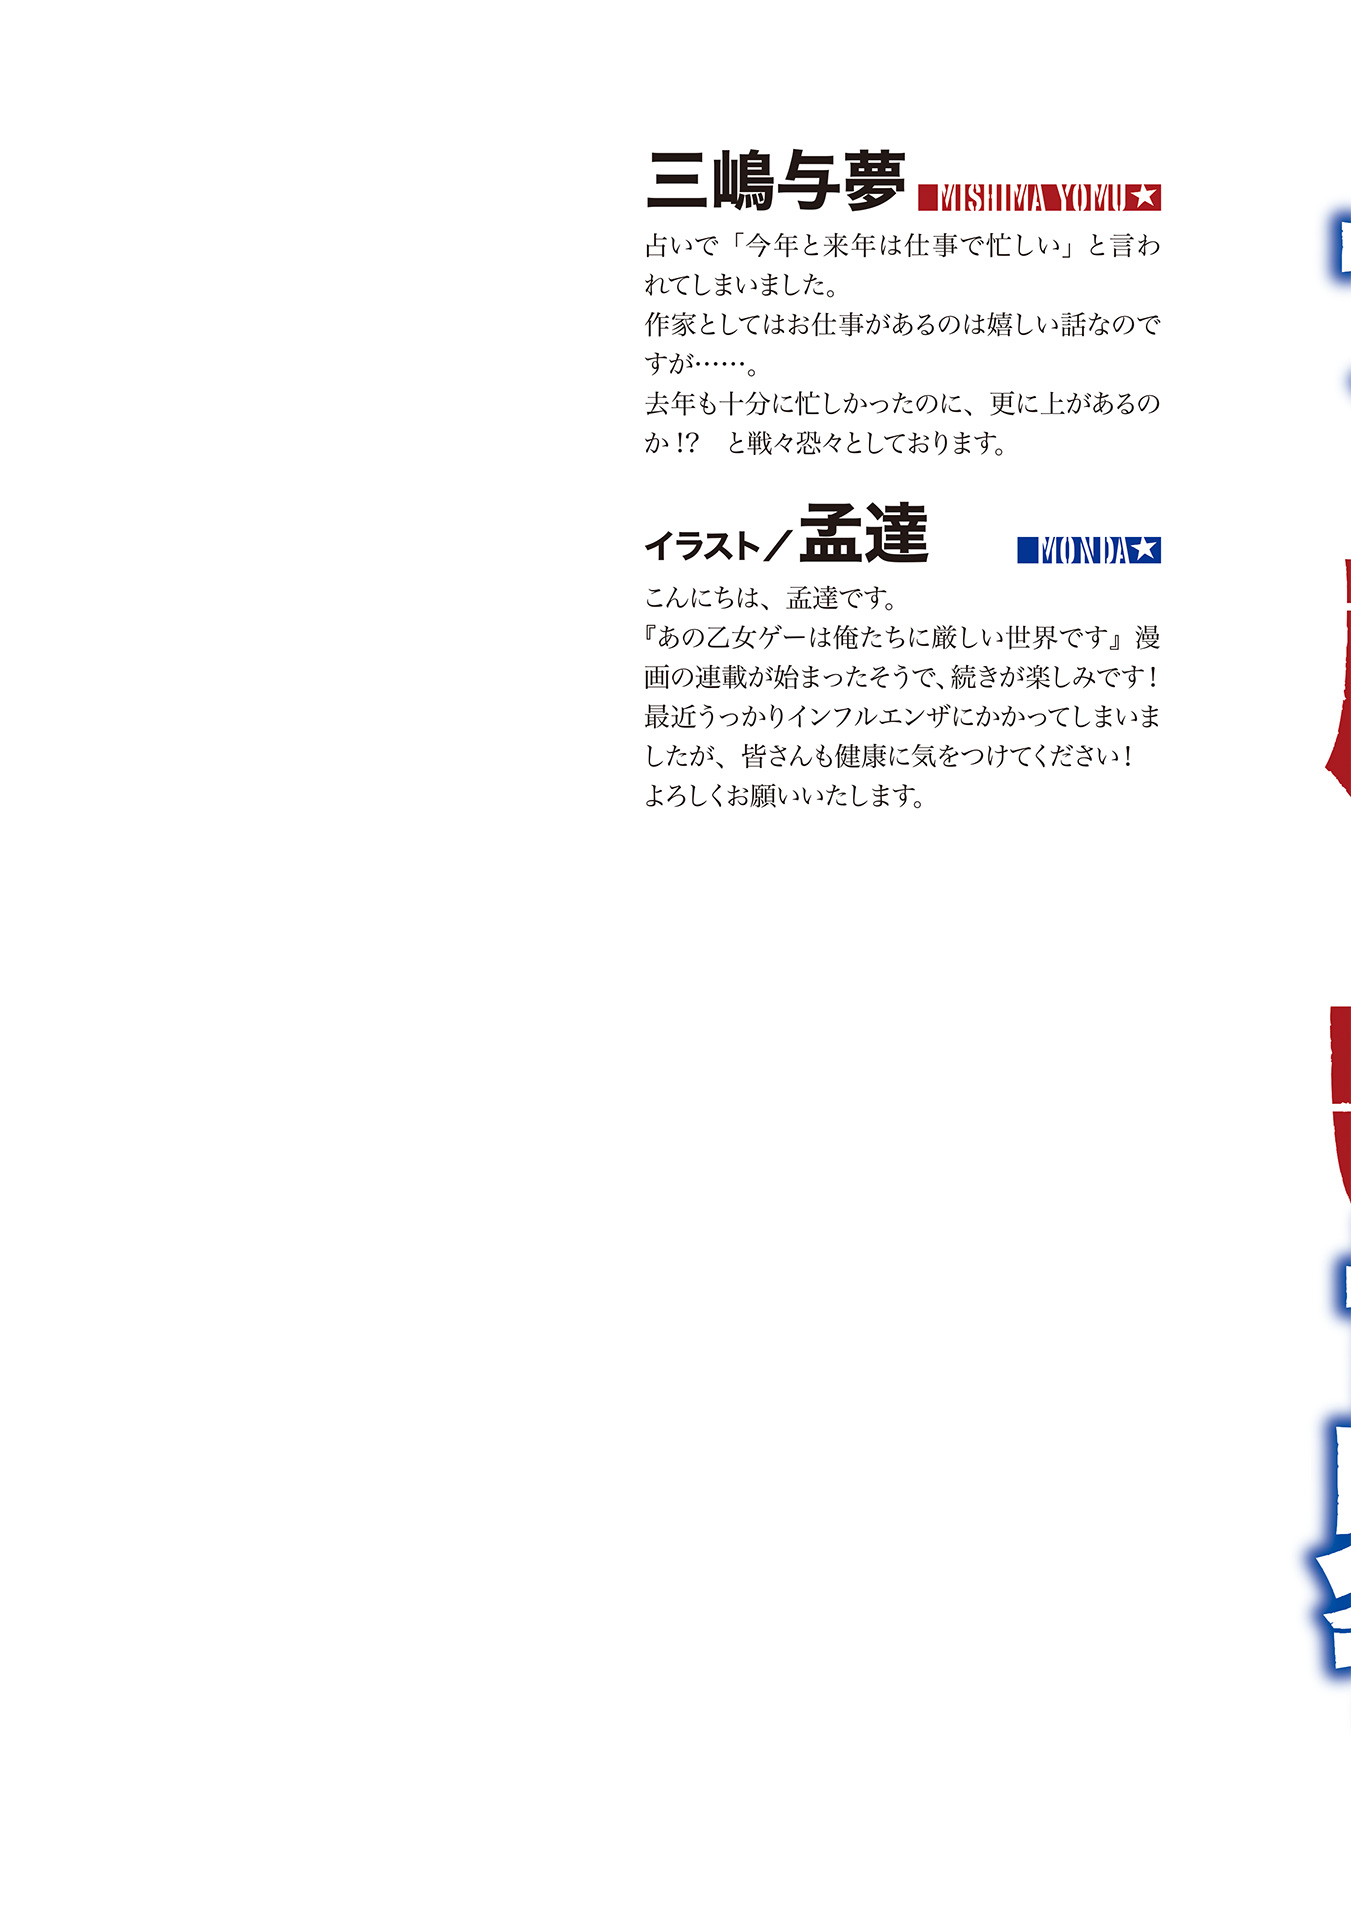 三嶋与夢 MISHIMA YOMU★
占いで「今年と来年は仕事で忙しい」と言わ
れてしまいました。
作家としてはお仕事があるのは嬉しい話なので
すが……。
去年も十分に忙しかったのに、更に上があるの
か!?　と戦々恐々としております。
イラスト／孟達 MONDA★
こんにちは、孟達です。
『あの乙女ゲーは俺たちに厳しい世界です』漫
画の連載が始まったそうで、続きが楽しみです！
最近うっかりインフルエンザにかかってしまいま
したが、皆さんも健康に気をつけてください！
よろしくお願いいたします。